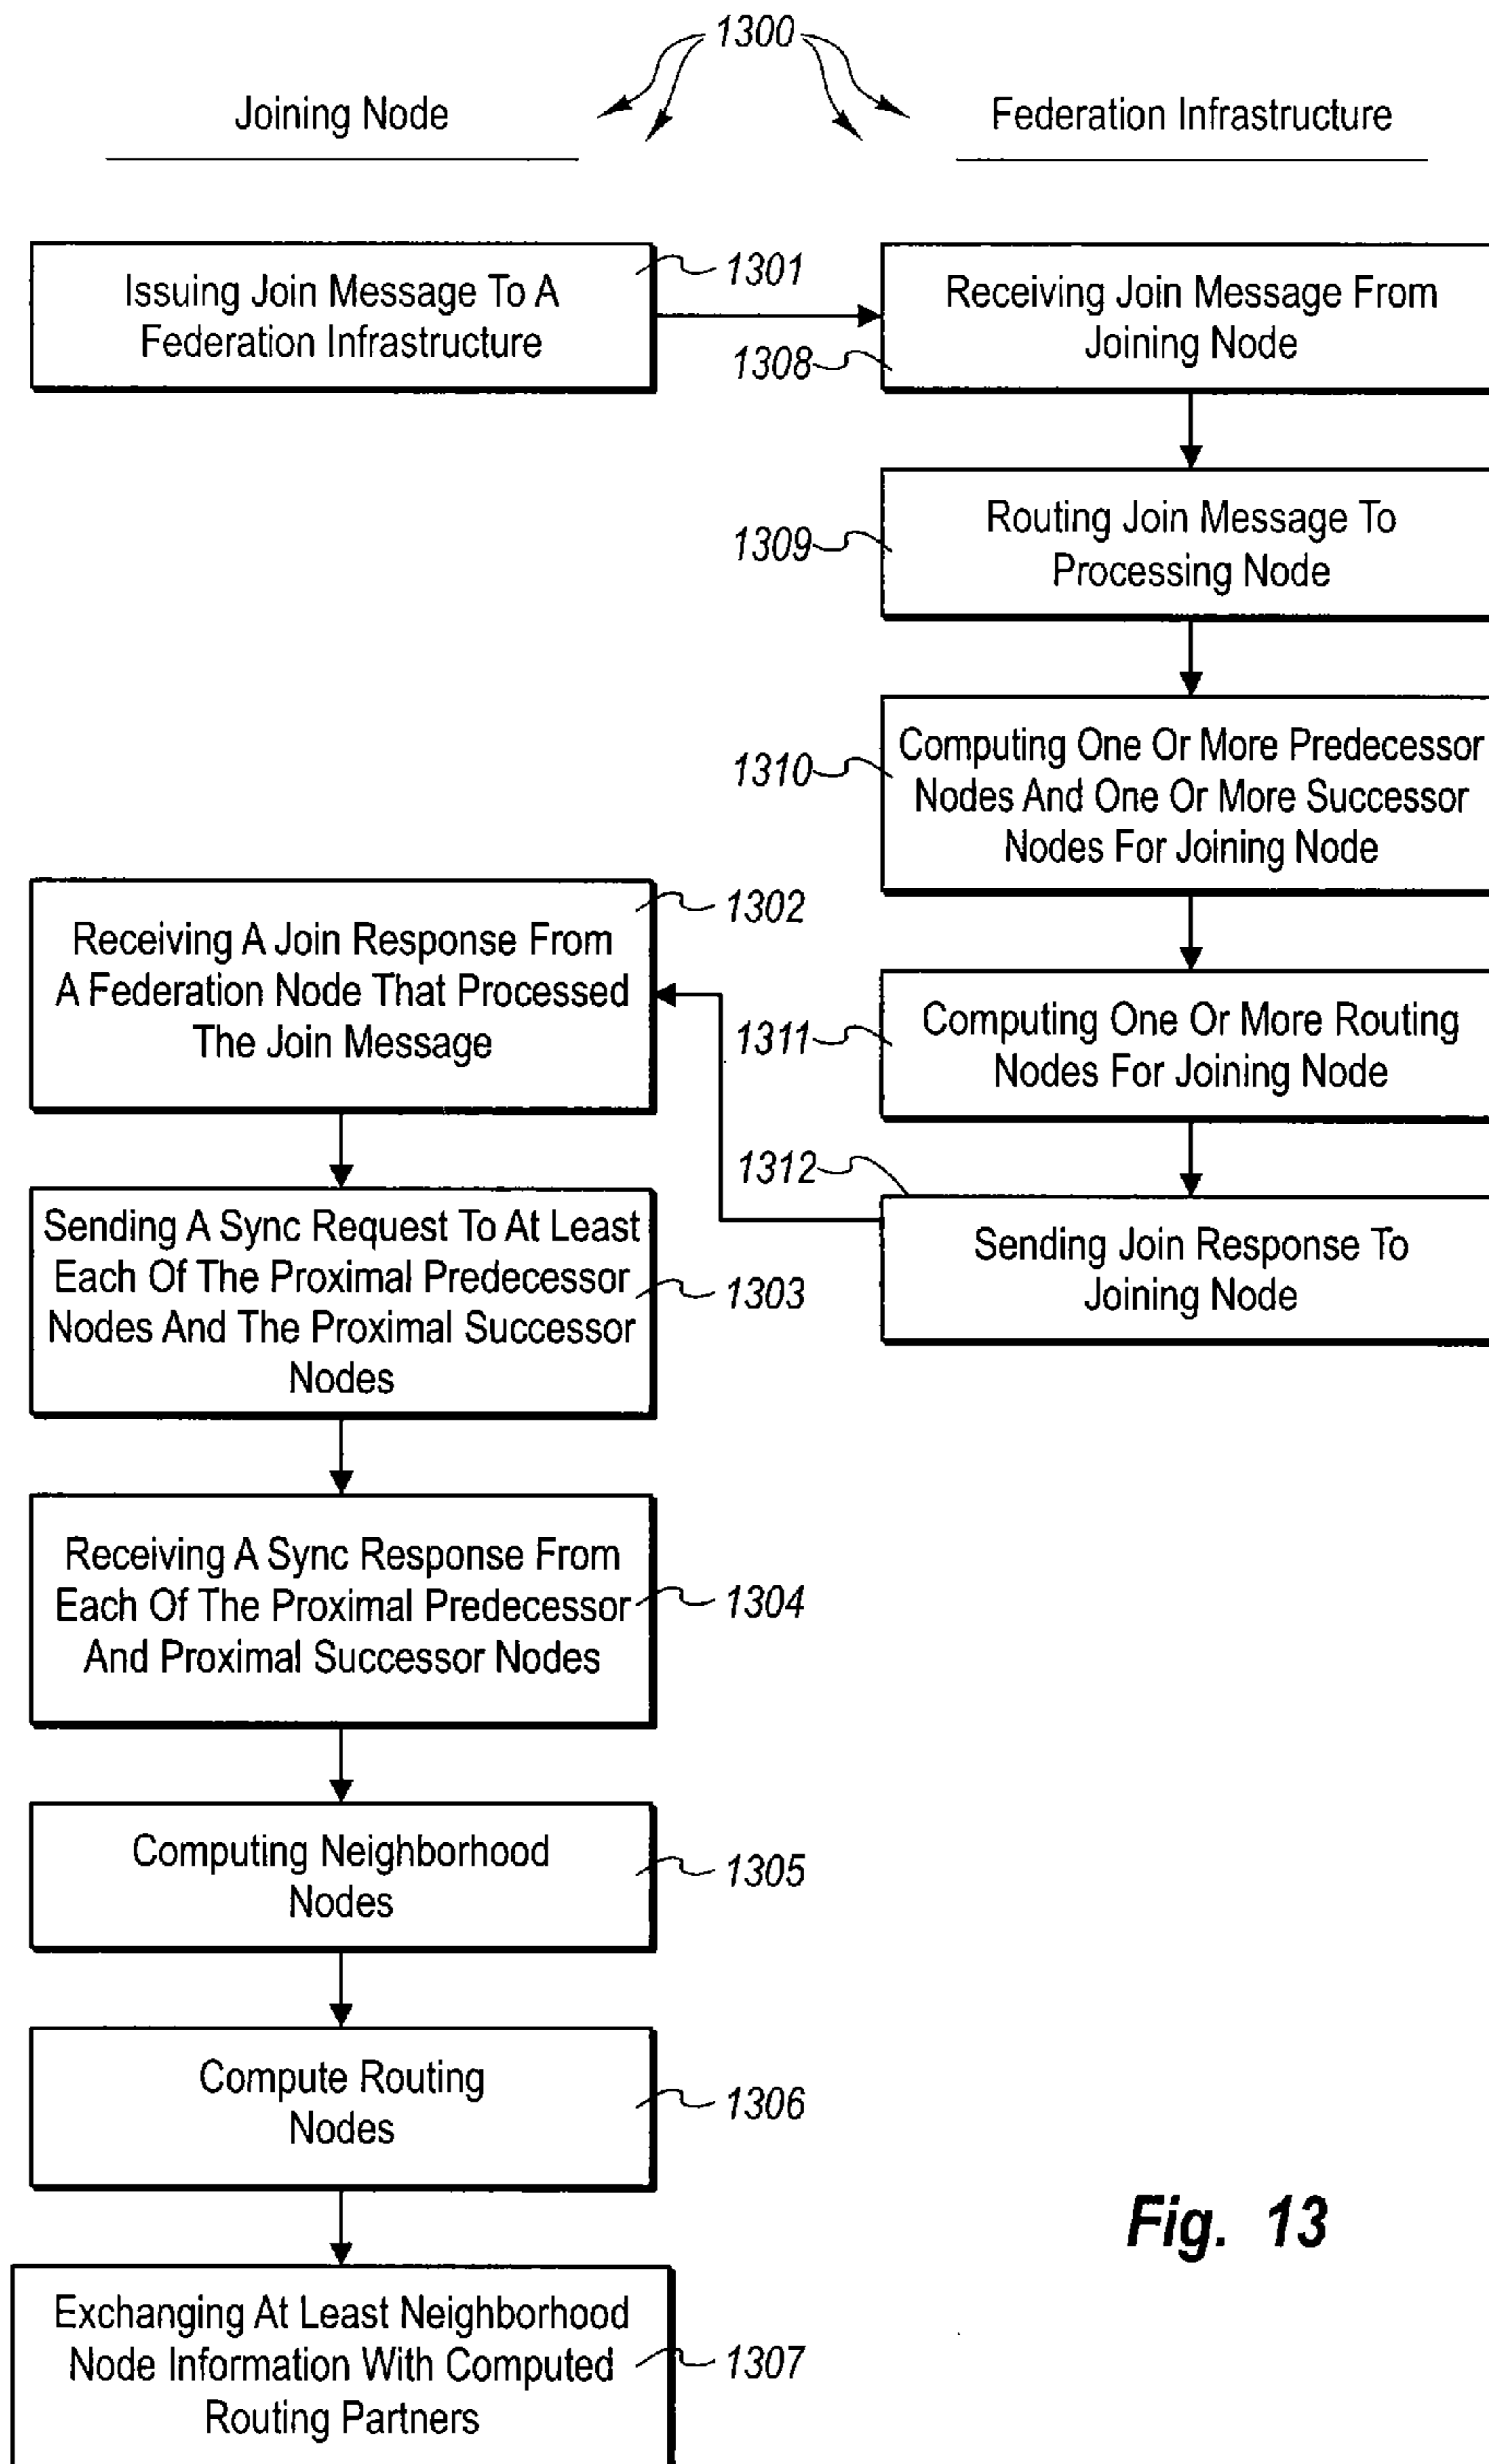 1300
Joining Node
Federation Infrastructure
Issuing Join Message To A
Federation Infrastructure
1301
Receiving Join Message From
Joining Node
1308
Routing Join Message To
Processing Node
1309
Computing One Or More Predecessor
Nodes And One Or More Successor
Nodes For Joining Node
1310
Receiving A Join Response From
A Federation Node That Processed
The Join Message
1302
Computing One Or More Routing
Nodes For Joining Node
1311
1312
Sending Join Response To
Joining Node
Sending A Sync Request To At Least
Each Of The Proximal Predecessor
Nodes And The Proximal Successor
Nodes
1303
Receiving A Sync Response From
Each Of The Proximal Predecessor
And Proximal Successor Nodes
1304
Computing Neighborhood
Nodes
1305
Compute Routing
Nodes
1306
Exchanging At Least Neighborhood
Node Information With Computed
Routing Partners
1307
Fig. 13